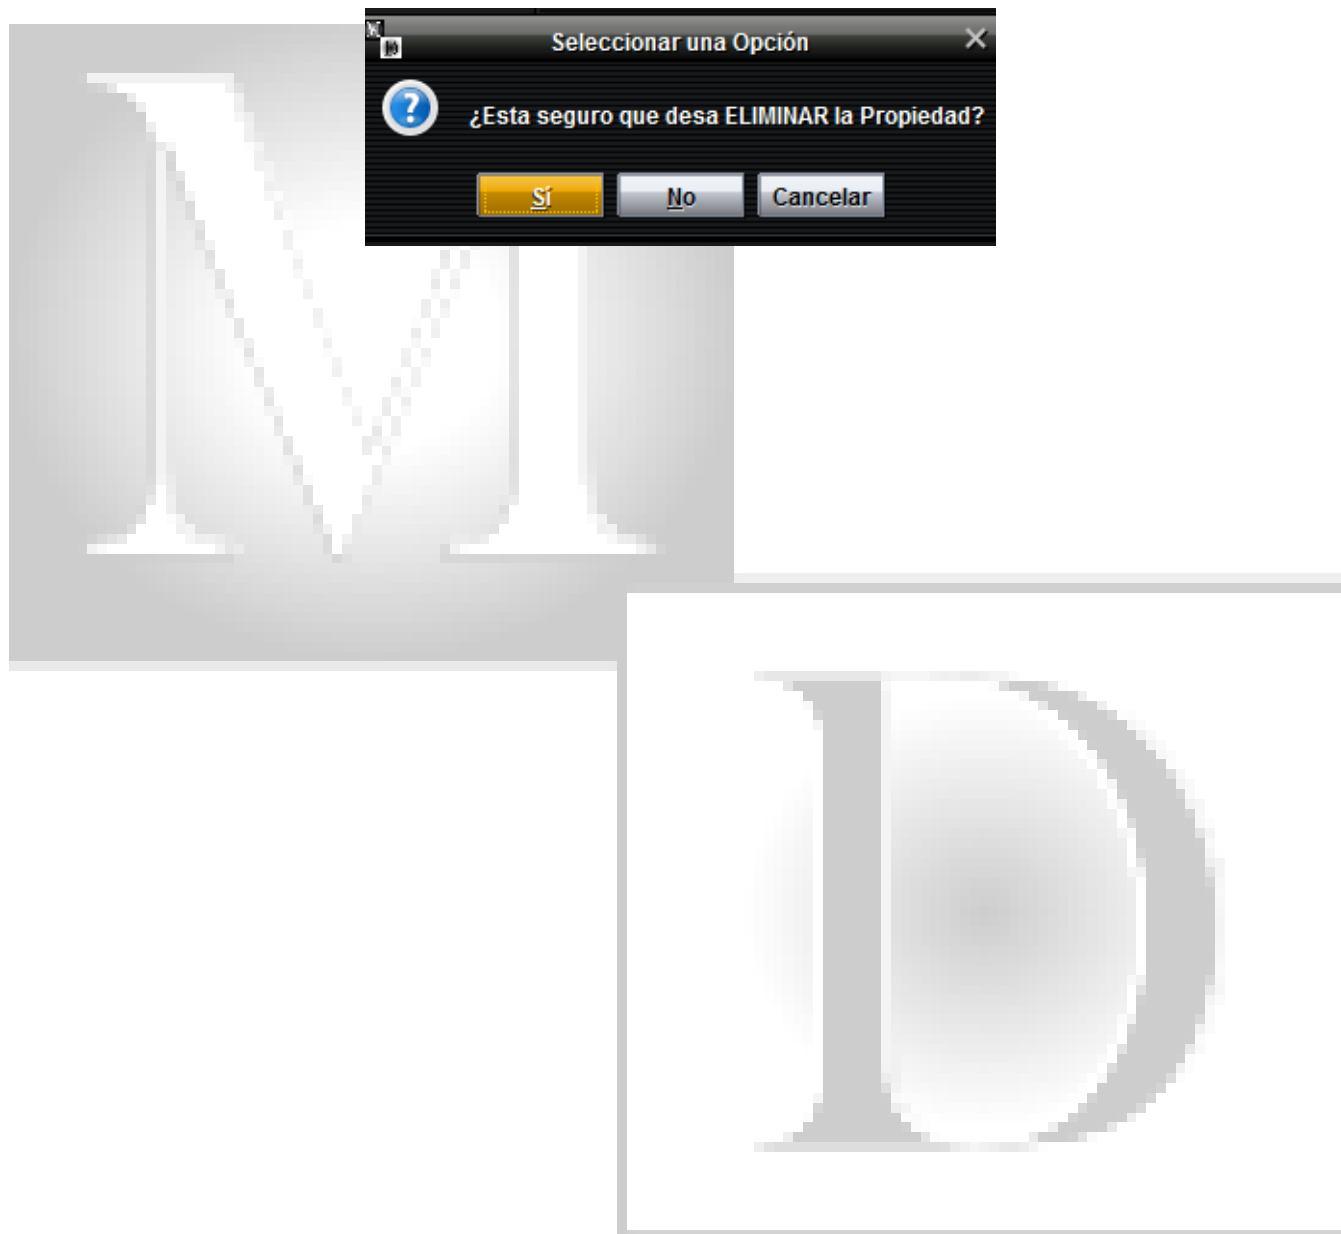 Seleccionar una Opción
¿Esta seguro que desa ELIMINAR la Propiedad?
Sí No Cancelar
M
D